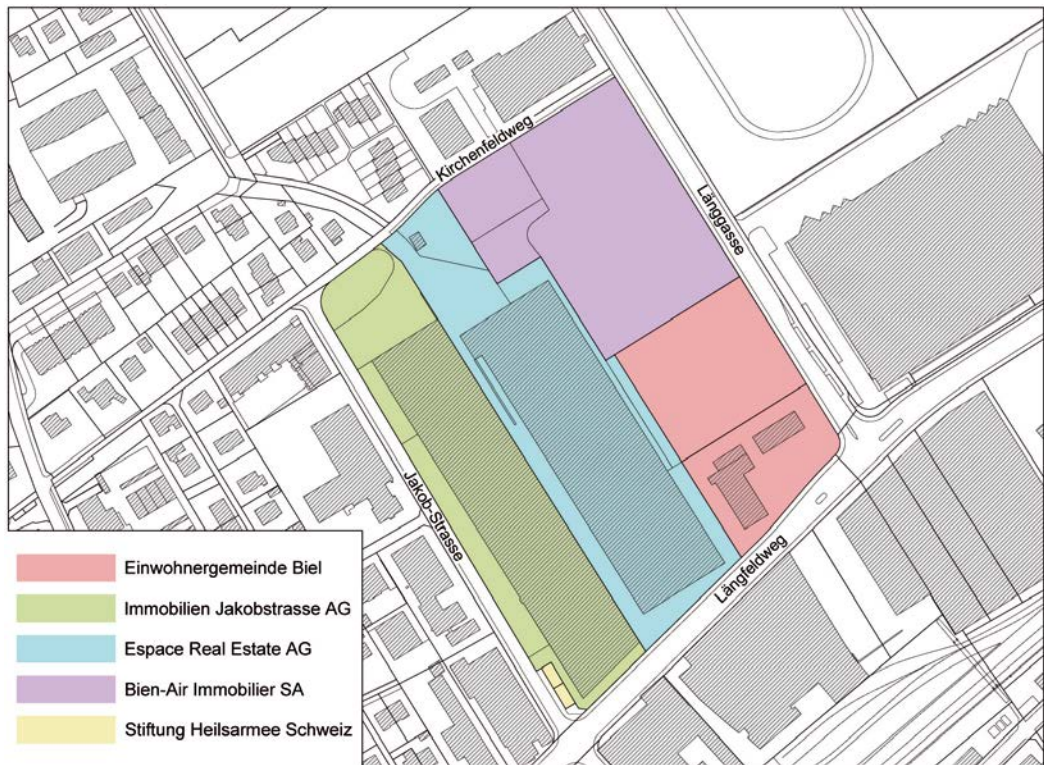 Kirchenfeldweg
Länggasse
Jakob-Strasse
Längfeldweg
Einwohnergemeinde Biel
Immobilien Jakobstrasse AG
Espace Real Estate AG
Bien-Air Immobilier SA
Stiftung Heilsarmee Schweiz